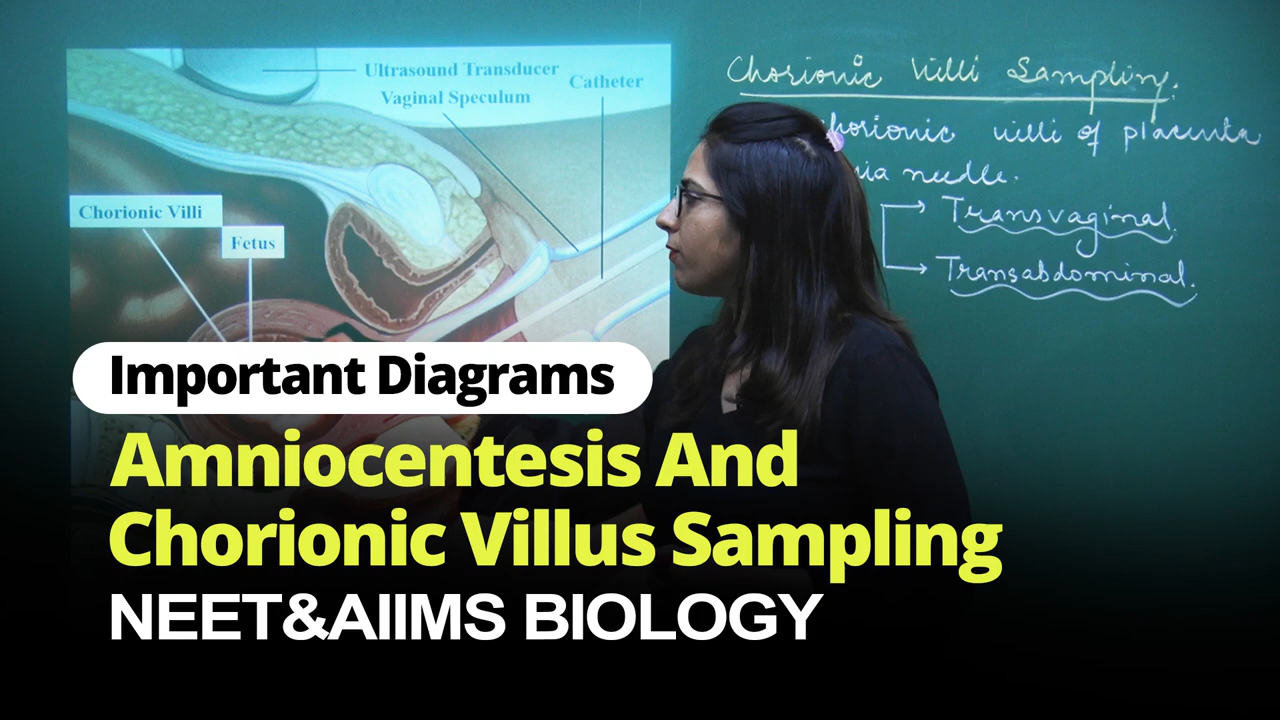 Ultrasound Transducer
Vaginal Speculum
Catheter
Chorionic Villi
Fetus
Chorionic Villi Sampling.
chorionic villi of placenta
via needle.
Transvaginal.
Transabdominal.
Important Diagrams
Amniocentesis And
Chorionic Villus Sampling
NEET&AIIMS BIOLOGY